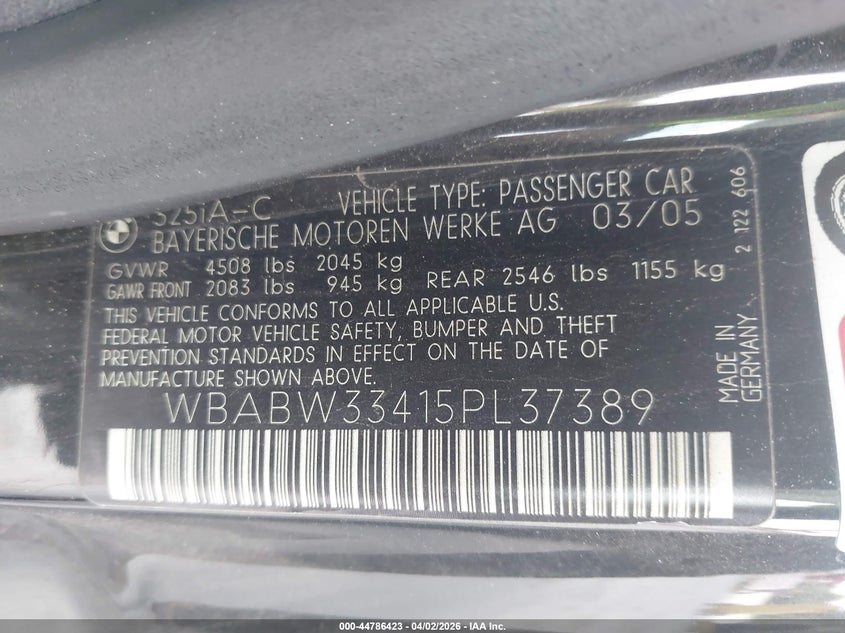 325iA-C VEHICLE TYPE: PASSENGER CAR
BAYERISCHE MOTOREN WERKE AG 03/05
GVWR 4508 lbs 2045 kg
GAWR FRONT 2083 lbs 945 kg REAR 2546 lbs 1155 kg
THIS VEHICLE CONFORMS TO ALL APPLICABLE U.S.
FEDERAL MOTOR VEHICLE SAFETY, BUMPER AND THEFT
PREVENTION STANDARDS IN EFFECT ON THE DATE OF
MANUFACTURE SHOWN ABOVE.
WBABW33415PL37389
MADE IN
GERMANY
2 122 606
000-44786423 - 04/02/2026 - IAA Inc.